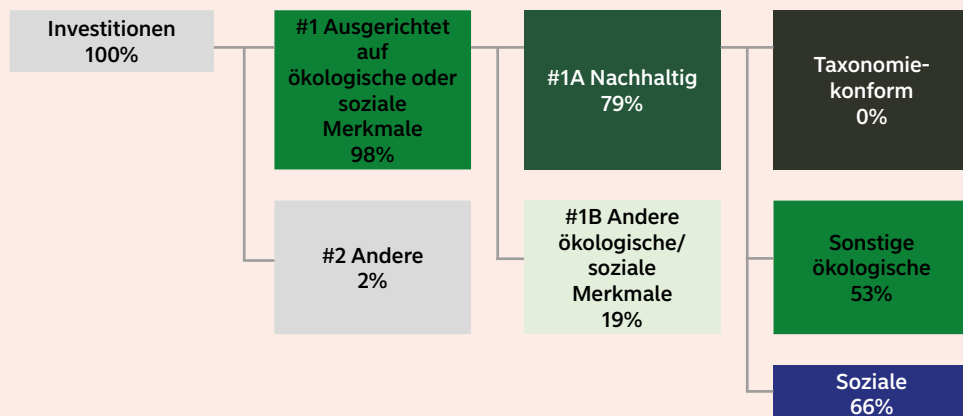 Investitionen
100%
#1 Ausgerichtet
auf
ökologische oder
soziale
Merkmale
98%
#2 Andere
2%
#1A Nachhaltig
79%
#1B Andere
ökologische/
soziale
Merkmale
19%
Taxonomie-
konform
0%
Sonstige
ökologische
53%
Soziale
66%